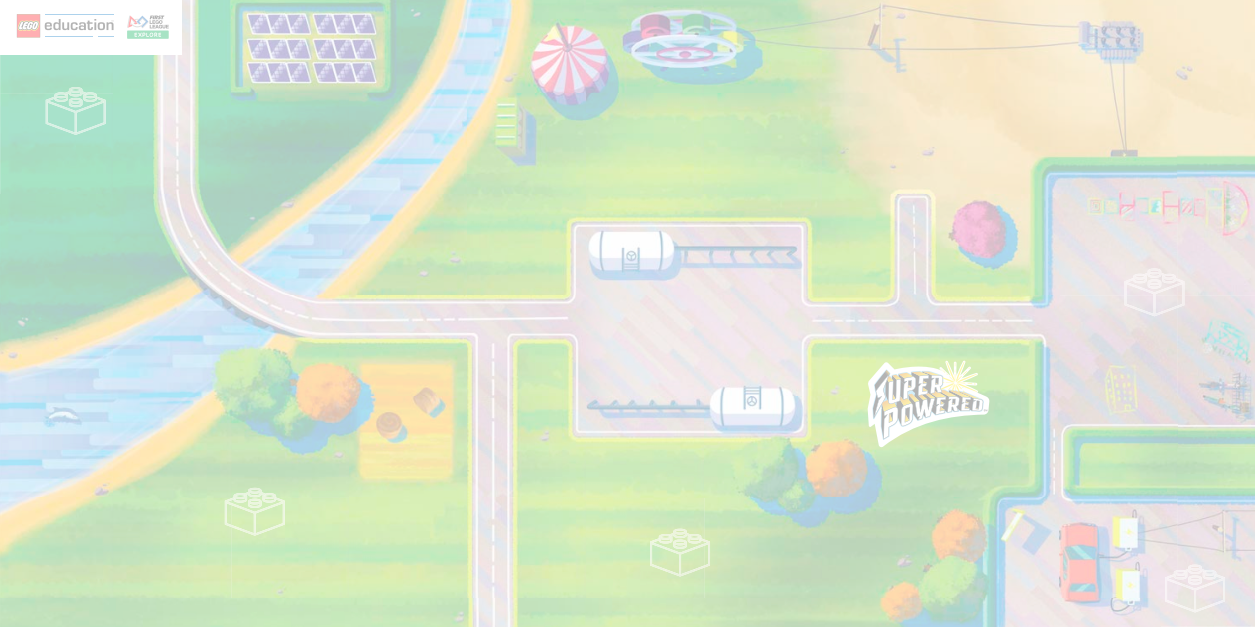 LEGO education
FIRST
LEGO
LEAGUE
EXPLORE
SUPER
POWERED